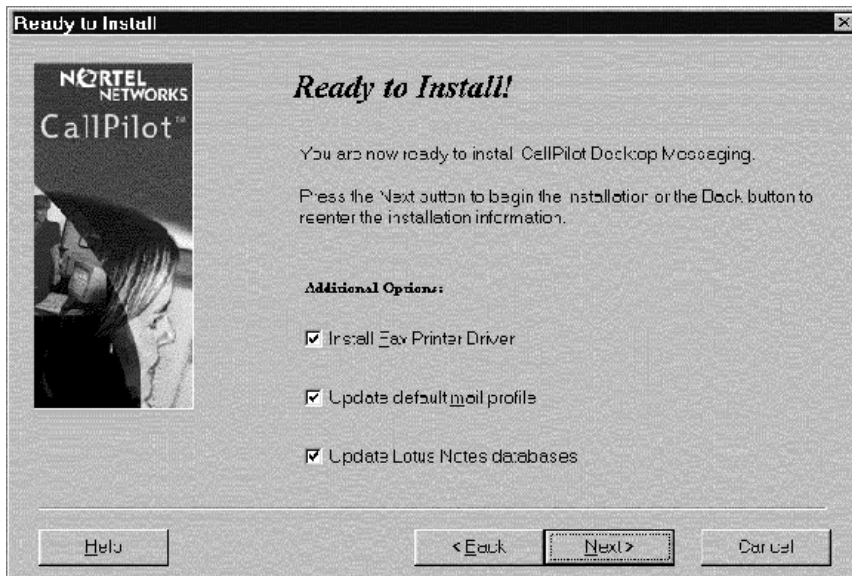 Ready to Install
NORTEL
NETWORKS
CallPilot™
Ready to Install!
You are now ready to install CallPilot Desktop Messaging.
Press the Next button to begin the installation or the Back button to
reenter the installation information.
Additional Options:
Install Fax Printer Driver
Update default mail profile
Update Lotus Notes databases
Help
< Back
Next >
Cancel